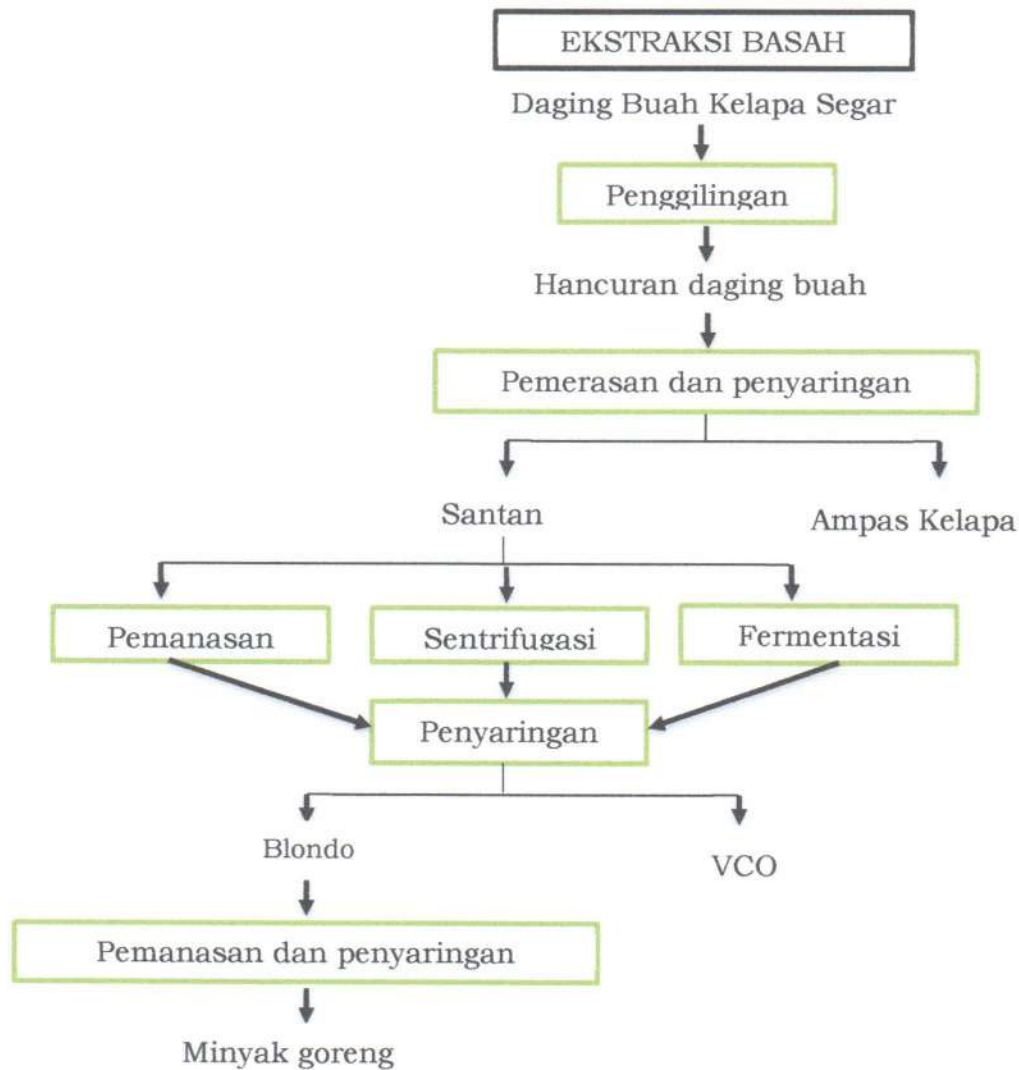 EKSTRAKSI BASAH
Daging Buah Kelapa Segar
Penggilingan
Hancuran daging buah
Pemerasan dan penyaringan
Santan
Ampas Kelapa
Pemanasan
Sentrifugasi
Fermentasi
Penyaringan
Blondo
VCO
Pemanasan dan penyaringan
Minyak goreng